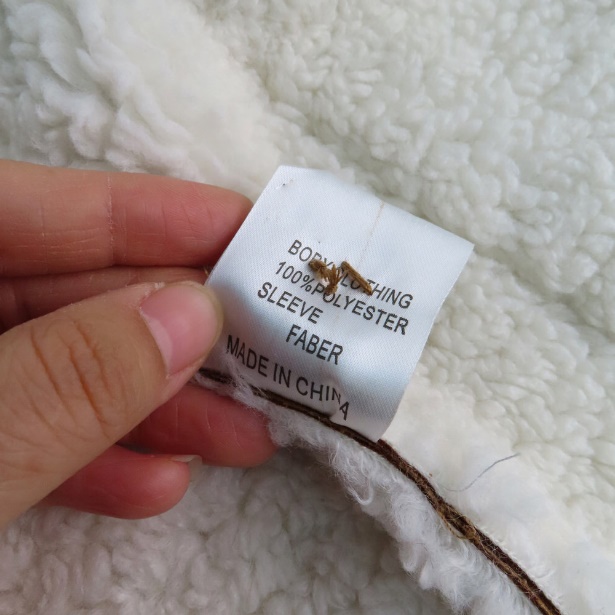 BODY CLOTHING
100%POLYESTER
SLEEVE
FABER
MADE IN CHINA